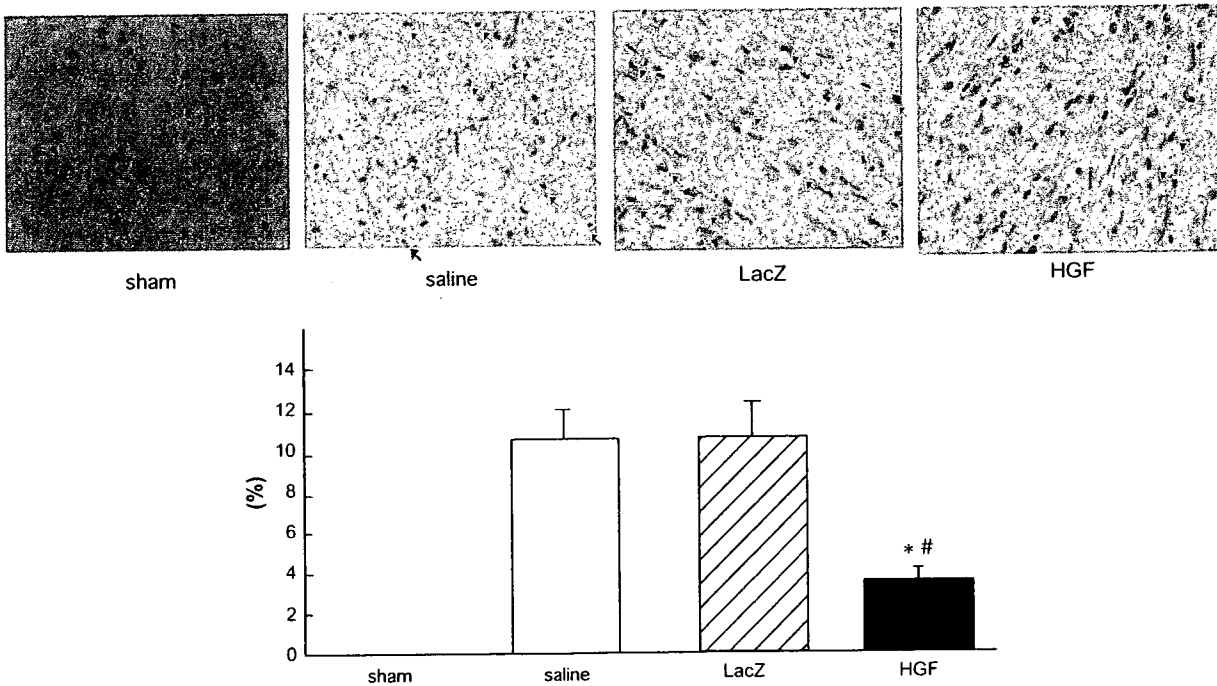 sham
saline
LacZ
HGF
(%)
14
12
10
8
6
4
2
0
* #
sham
saline
LacZ
HGF